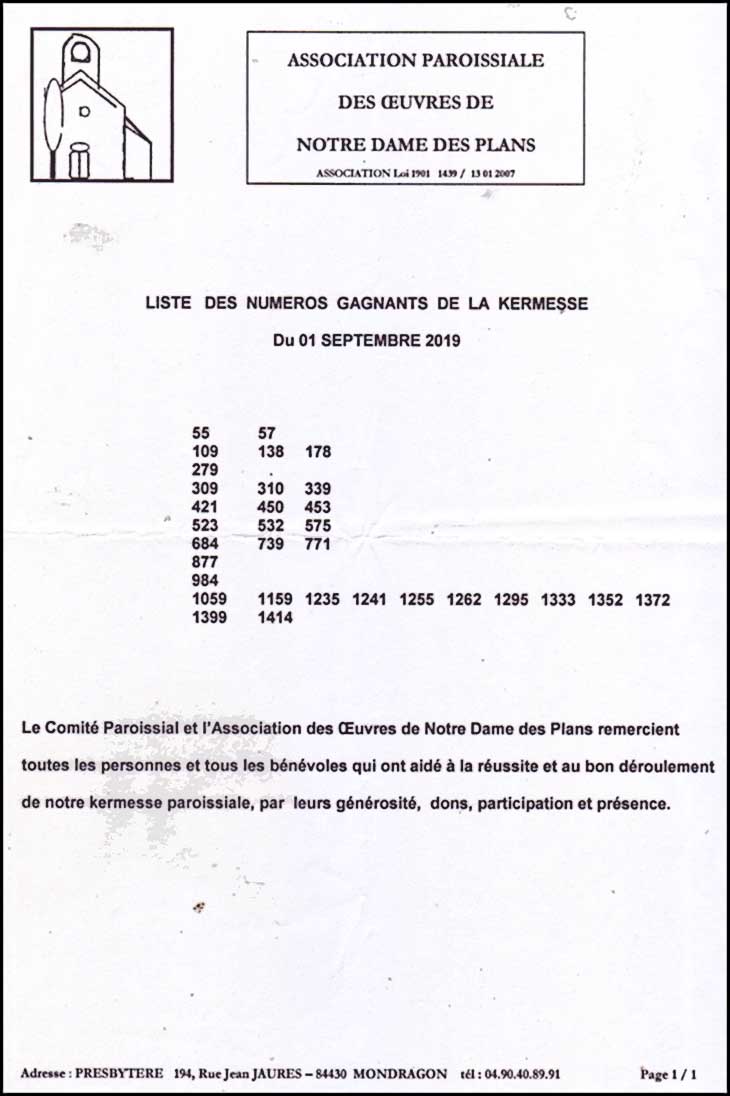 ASSOCIATION PAROISSIALE
DES ŒUVRES DE
NOTRE DAME DES PLANS
ASSOCIATION Loi 1901 1439 / 13 01 2007
LISTE DES NUMEROS GAGNANTS DE LA KERMESSE
Du 01 SEPTEMBRE 2019
55 57
109 138 178
279
309 310 339
421 450 453
523 532 575
684 739 771
877
984
1059 1159 1235 1241 1255 1262 1295 1333 1352 1372
1399 1414
Le Comité Paroissial et l'Association des Œuvres de Notre Dame des Plans remercient
toutes les personnes et tous les bénévoles qui ont aidé à la réussite et au bon déroulement
de notre kermesse paroissiale, par leurs générosité, dons, participation et présence.
Adresse : PRESBYTERE 194, Rue Jean JAURES – 84430 MONDRAGON tél : 04.90.40.89.91 Page 1 / 1